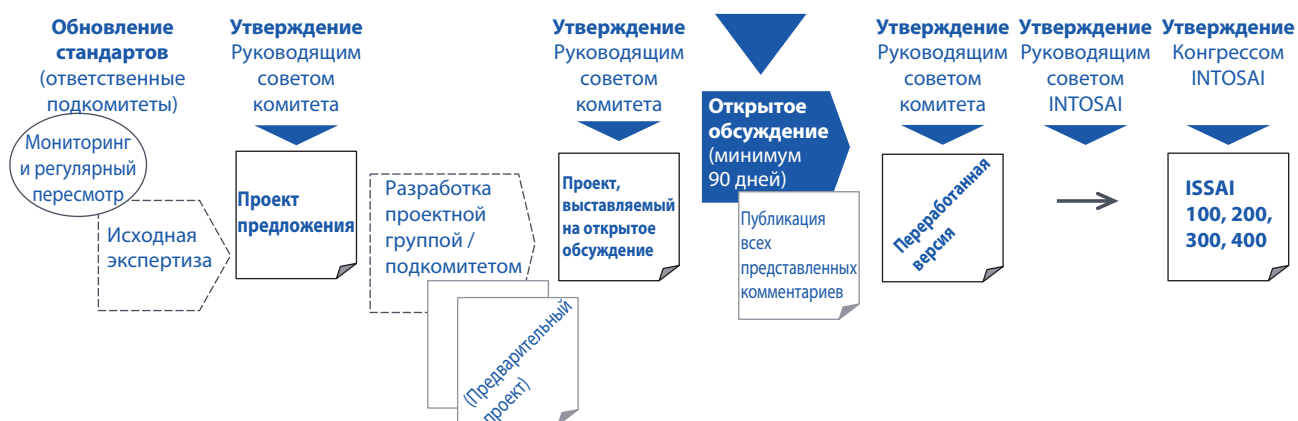 Обновление
стандартов
(ответственные
подкомитеты)
Мониторинг
и регулярный
пересмотр
Исходная
экспертиза
Утверждение
Руководящим
советом
комитета
Проект
предложения
Разработка
проектной
группой /
подкомитетом
(Предварительный
проект)
Утверждение
Руководящим
советом
комитета
Проект,
выставляемый
на открытое
обсуждение
Открытое
обсуждение
(минимум
90 дней)
Публикация
всех
представленных
комментариев
Утверждение
Руководящим
советом
комитета
Переработанная
версия
Утверждение
Руководящим
советом
INTOSAI
Утверждение
Конгрессом
INTOSAI
ISSAI
100, 200,
300, 400